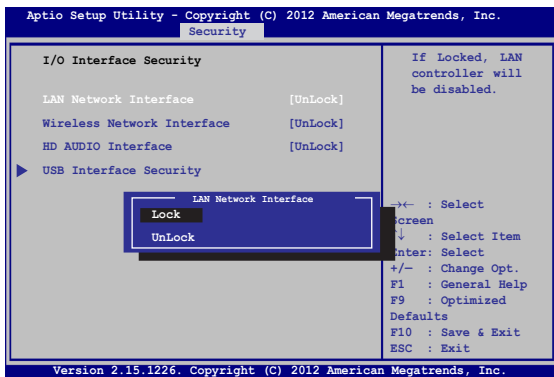 Aptio Setup Utility - Copyright (C) 2012 American Megatrends, Inc.
Security
I/O Interface Security
LAN Network Interface [UnLock]
Wireless Network Interface [UnLock]
HD AUDIO Interface [UnLock]
USB Interface Security
LAN Network Interface
Lock
UnLock
If Locked, LAN
controller will
be disabled.
→← : Select
Screen
↑↓ : Select Item
Enter: Select
+/— : Change Opt.
F1 : General Help
F9 : Optimized
Defaults
F10 : Save & Exit
ESC : Exit
Version 2.15.1226. Copyright (C) 2012 American Megatrends, Inc.